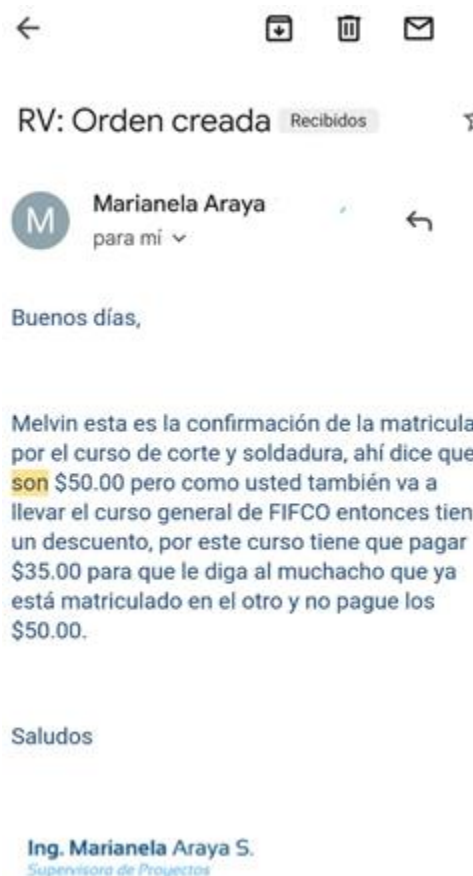 RV: Orden creada Recibidos
M
Marianela Araya
para mí
Buenos días,
Melvin esta es la confirmación de la matricula
por el curso de corte y soldadura, ahí dice que
son $50.00 pero como usted también va a
llevar el curso general de FIFCO entonces tien
un descuento, por este curso tiene que pagar
$35.00 para que le diga al muchacho que ya
está matriculado en el otro y no pague los
$50.00.
Saludos
Ing. Marianela Araya S.
Supervisora de Proyectos